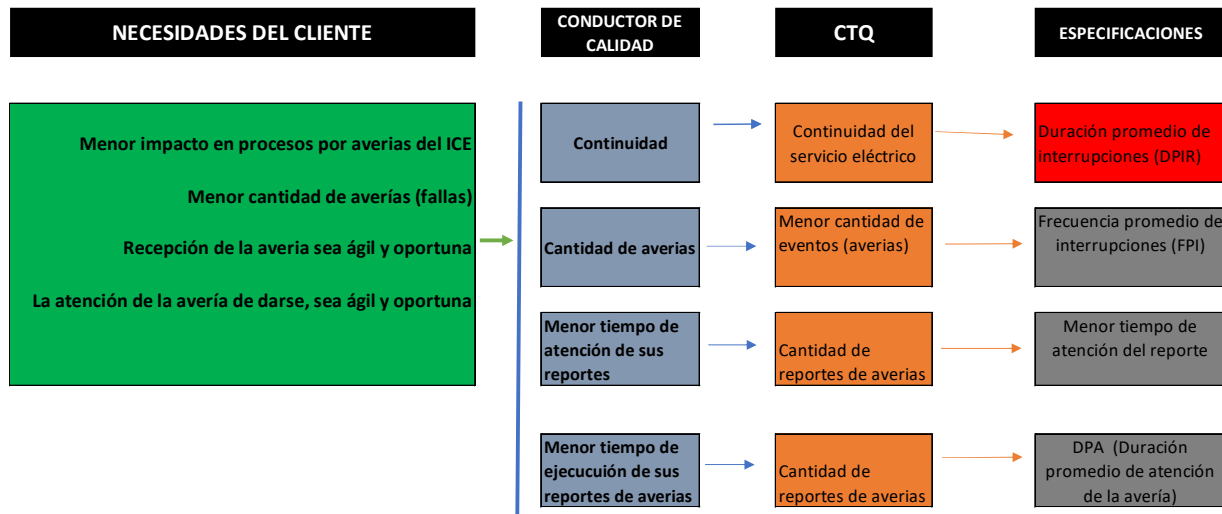 NECESIDADES DEL CLIENTE
CONDUCTOR DE
CALIDAD
CTQ
ESPECIFICACIONES
Menor impacto en procesos por averias del ICE
Menor cantidad de averías (fallas)
Recepción de la averia sea ágil y oportuna
La atención de la avería de darse, sea ágil y oportuna
Continuidad
Continuidad del
servicio eléctrico
Duración promedio de
interrupciones (DPIR)
Cantidad de averias
Menor cantidad de
eventos (averias)
Frecuencia promedio de
interrupciones (FPI)
Menor tiempo de
atención de sus
reportes
Cantidad de
reportes de averias
Menor tiempo de
atención del reporte
Menor tiempo de
ejecucuión de sus
reportes de averias
Cantidad de
reportes de averias
DPA (Duración
promedio de atención
de la avería)